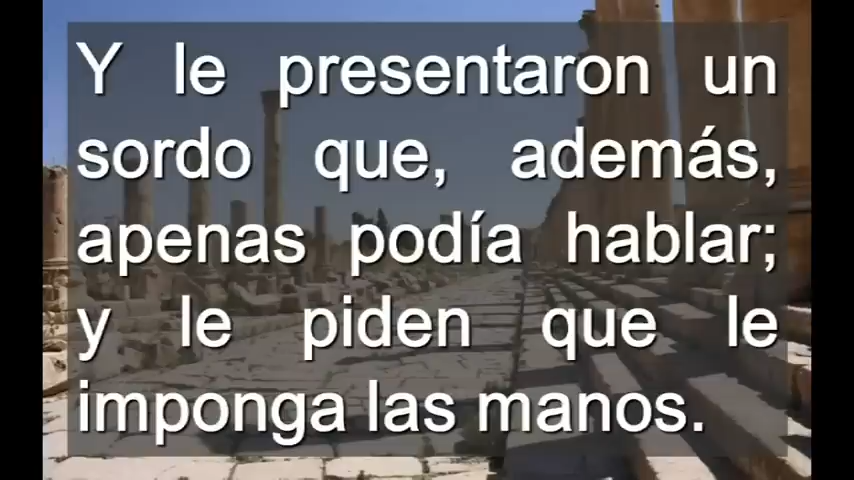 Y le presentaron un
sordo que, además,
apenas podía hablar;
y le piden que le
imponga las manos.